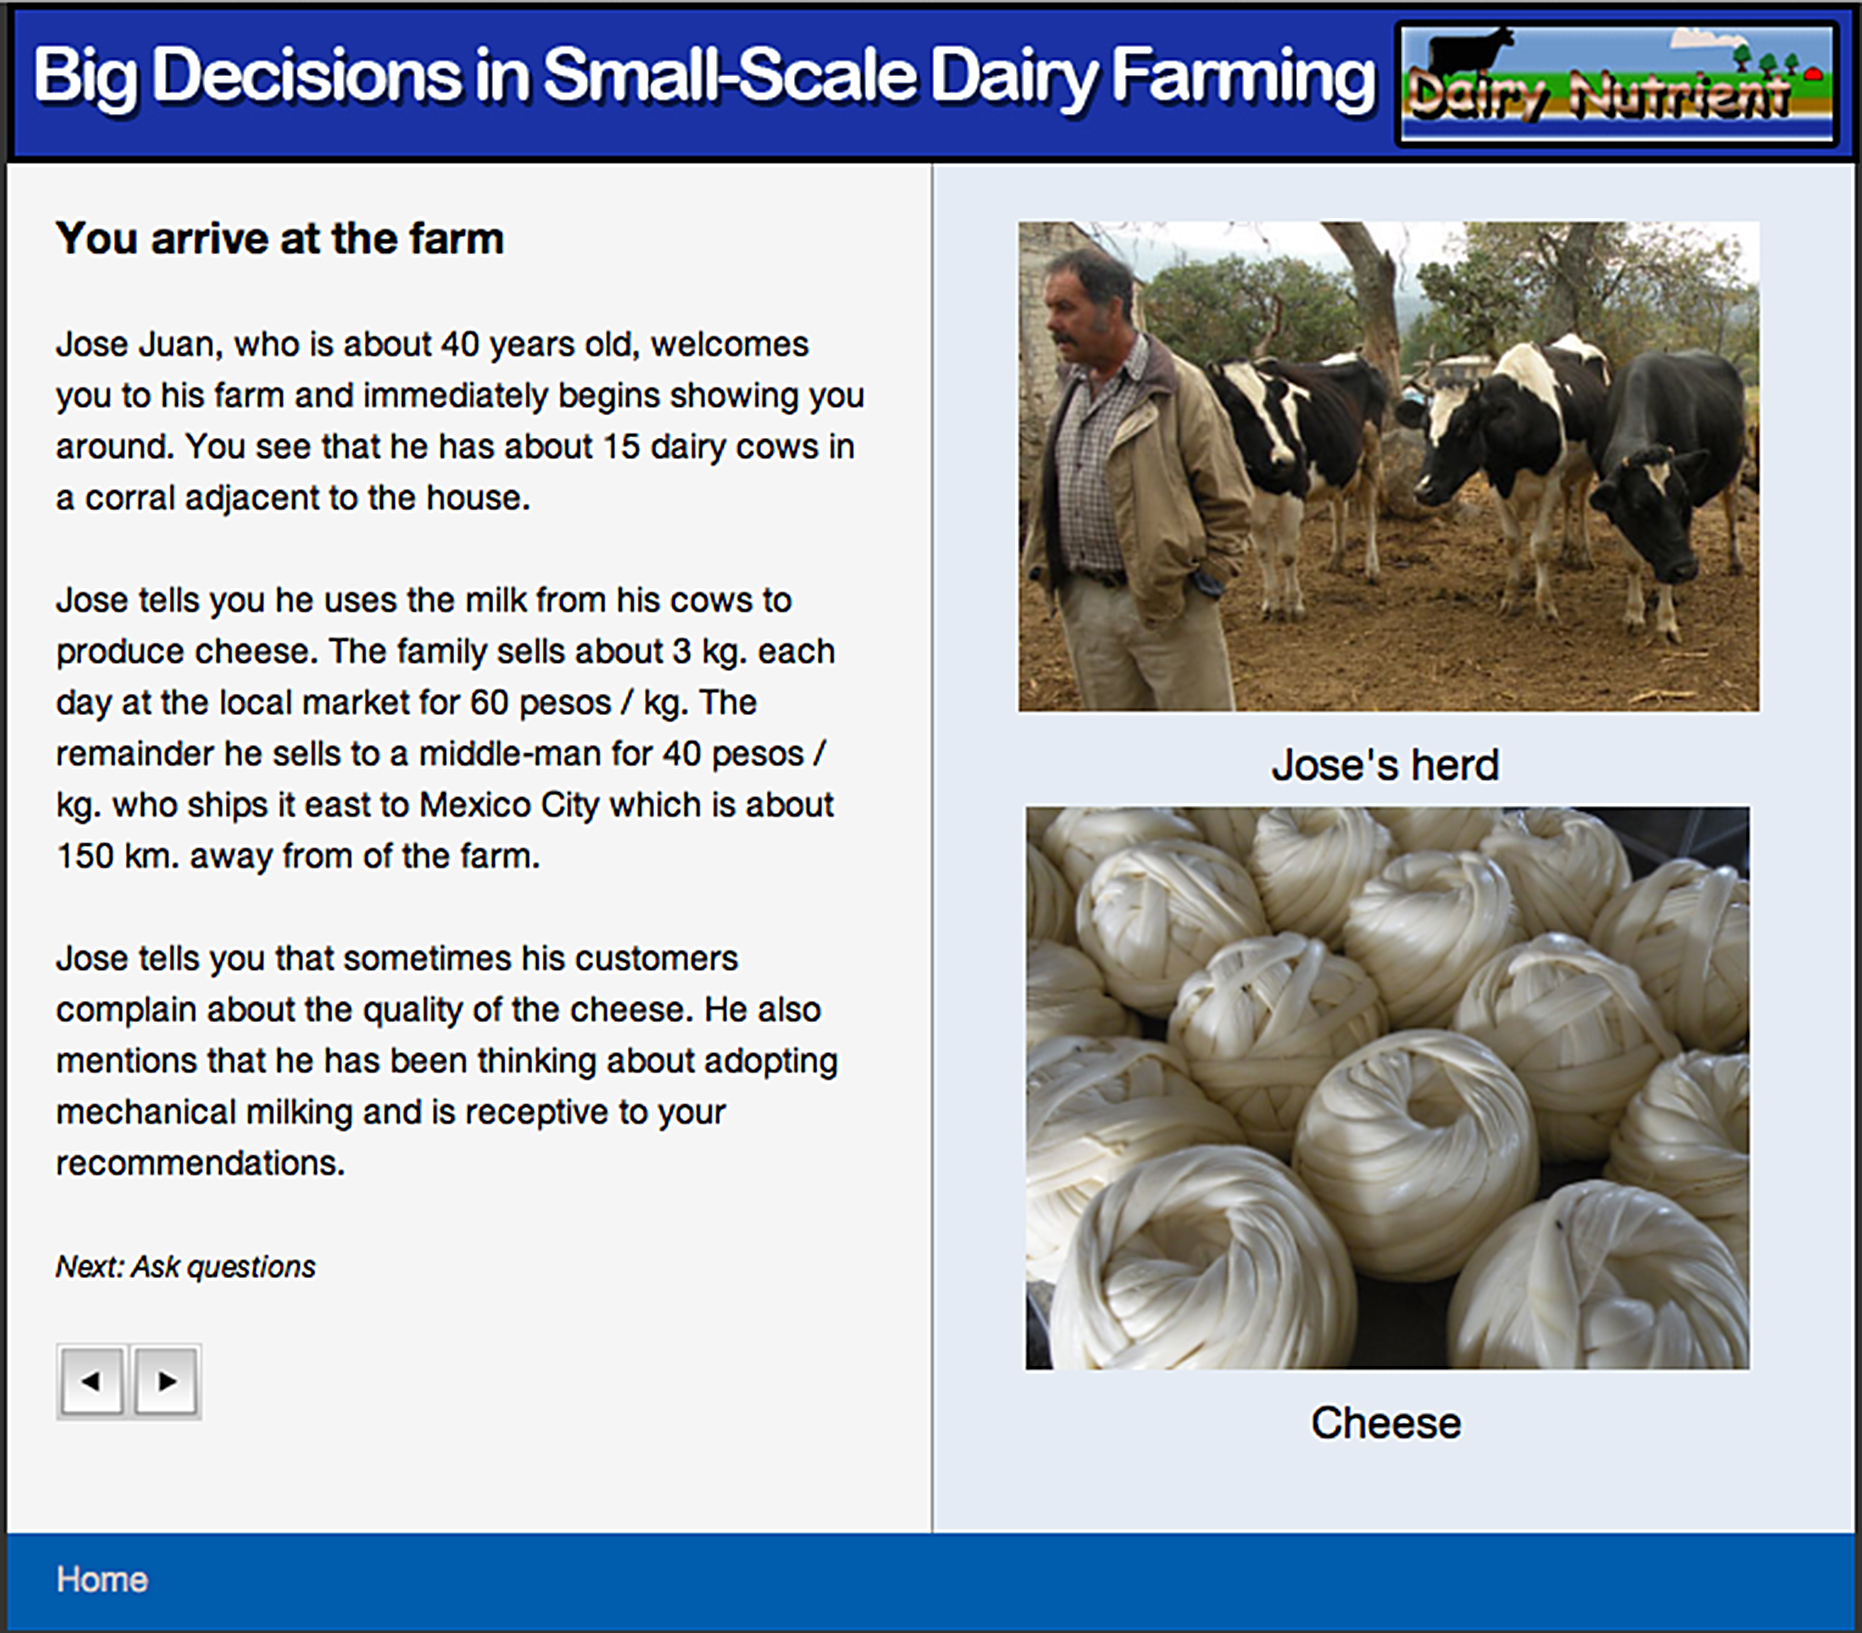 Big Decisions in Small-Scale Dairy Farming
Dairy Nutrient
You arrive at the farm
Jose Juan, who is about 40 years old, welcomes
you to his farm and immediately begins showing you
around. You see that he has about 15 dairy cows in
a corral adjacent to the house.
Jose tells you he uses the milk from his cows to
produce cheese. The family sells about 3 kg. each
day at the local market for 60 pesos / kg. The
remainder he sells to a middle-man for 40 pesos /
kg. who ships it east to Mexico City which is about
150 km. away from of the farm.
Jose tells you that sometimes his customers
complain about the quality of the cheese. He also
mentions that he has been thinking about adopting
mechanical milking and is receptive to your
recommendations.
Next: Ask questions
Jose's herd
Cheese
Home